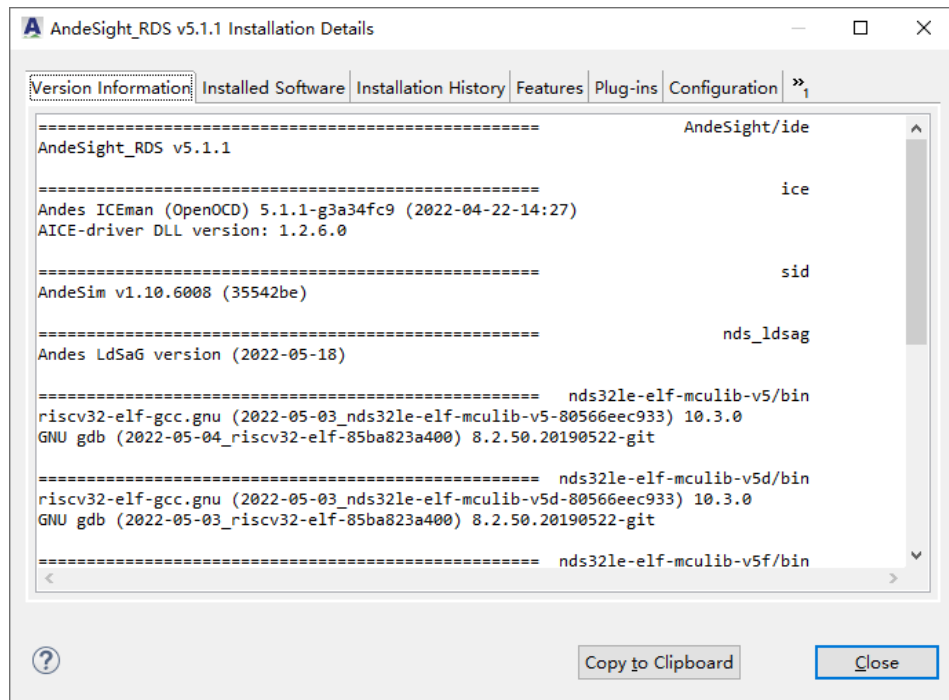 AndeSight_RDS v5.1.1 Installation Details
Version Information Installed Software Installation History Features Plug-ins Configuration »1
==================================================== AndeSight/ide
AndeSight_RDS v5.1.1
==================================================== ice
Andes ICEman (OpenOCD) 5.1.1-g3a34fc9 (2022-04-22-14:27)
AICE-driver DLL version: 1.2.6.0
==================================================== sid
AndeSim v1.10.6008 (35542be)
==================================================== nds_ldsag
Andes LdSaG version (2022-05-18)
==================================================== nds32le-elf-mculib-v5/bin
riscv32-elf-gcc.gnu (2022-05-03_nds32le-elf-mculib-v5-80566eec933) 10.3.0
GNU gdb (2022-05-04_riscv32-elf-85ba823a400) 8.2.50.20190522-git
==================================================== nds32le-elf-mculib-v5d/bin
riscv32-elf-gcc.gnu (2022-05-03_nds32le-elf-mculib-v5d-80566eec933) 10.3.0
GNU gdb (2022-05-03_riscv32-elf-85ba823a400) 8.2.50.20190522-git
==================================================== nds32le-elf-mculib-v5f/bin
? Copy to Clipboard Close